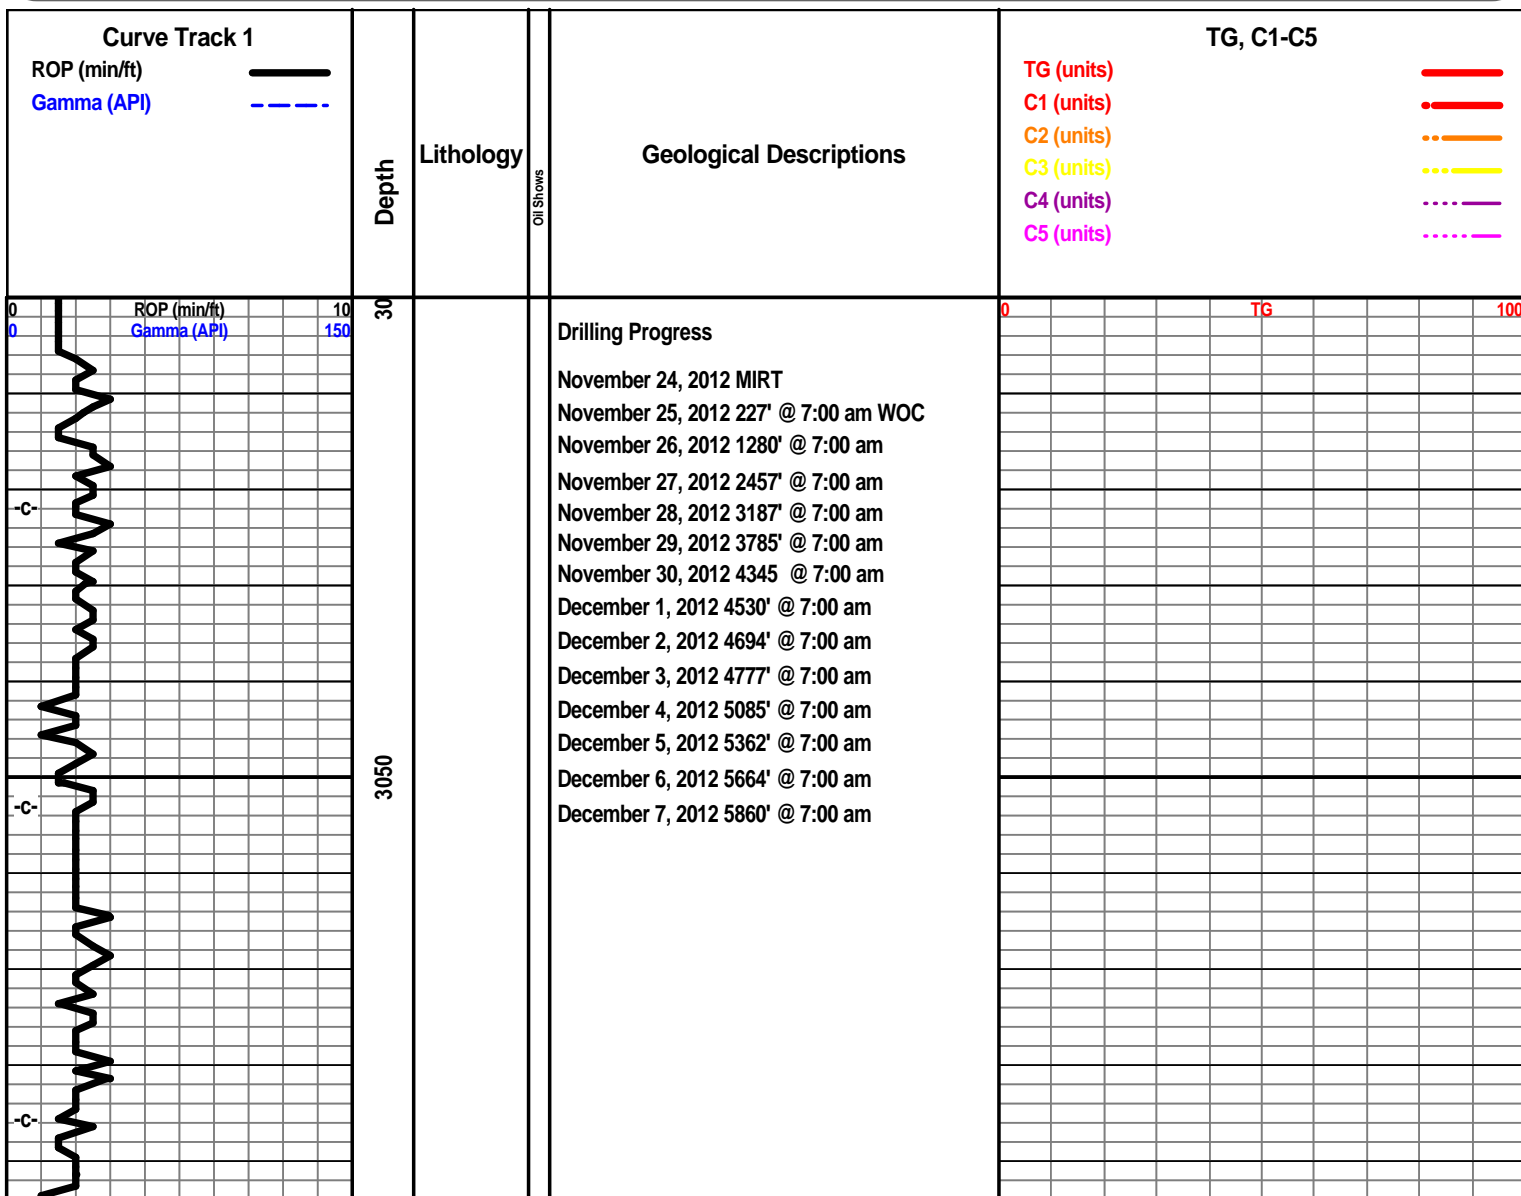 Curve Track 1
ROP (min/ft)
Gamma (API)
Depth
Lithology
Oil Shows
Geological Descriptions
TG, C1-C5
TG (units)
C1 (units)
C2 (units)
C3 (units)
C4 (units)
C5 (units)
0 ROP (min/ft) 10
0 Gamma (API) 150
30
0 TG 100
Drilling Progress
November 24, 2012 MIRT
November 25, 2012 227' @ 7:00 am WOC
November 26, 2012 1280' @ 7:00 am
November 27, 2012 2457' @ 7:00 am
November 28, 2012 3187' @ 7:00 am
November 29, 2012 3785' @ 7:00 am
November 30, 2012 4345 @ 7:00 am
December 1, 2012 4530' @ 7:00 am
December 2, 2012 4694' @ 7:00 am
December 3, 2012 4777' @ 7:00 am
December 4, 2012 5085' @ 7:00 am
December 5, 2012 5362' @ 7:00 am
December 6, 2012 5664' @ 7:00 am
December 7, 2012 5860' @ 7:00 am
-C-
3050
-C-
-C-